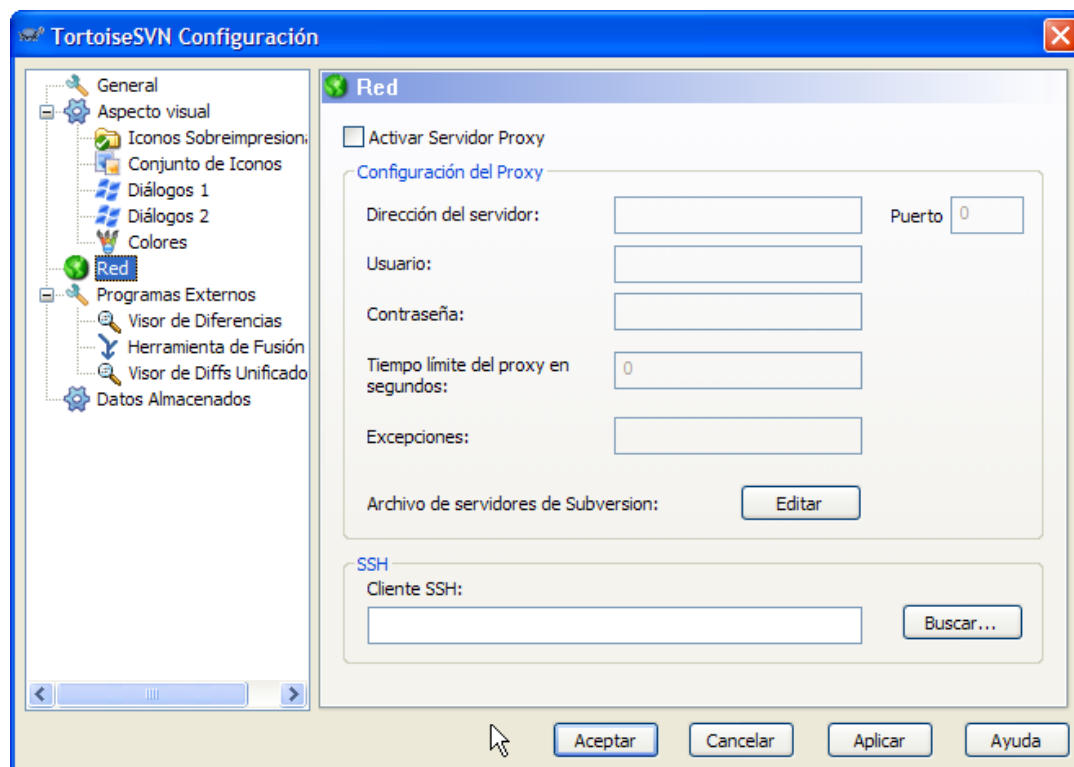 TortoiseSVN Configuración
General
Aspecto visual
Iconos Sobreimpresion
Conjunto de Iconos
Diálogos 1
Diálogos 2
Colores
Red
Programas Externos
Visor de Diferencias
Herramienta de Fusión
Visor de Diffs Unificado
Datos Almacenados
Red
Activar Servidor Proxy
Configuración del Proxy
Dirección del servidor:
Puerto 0
Usuario:
Contraseña:
Tiempo límite del proxy en
segundos:
0
Excepciones:
Archivo de servidores de Subversion:
Editar
SSH
Cliente SSH:
Buscar...
Aceptar
Cancelar
Aplicar
Ayuda